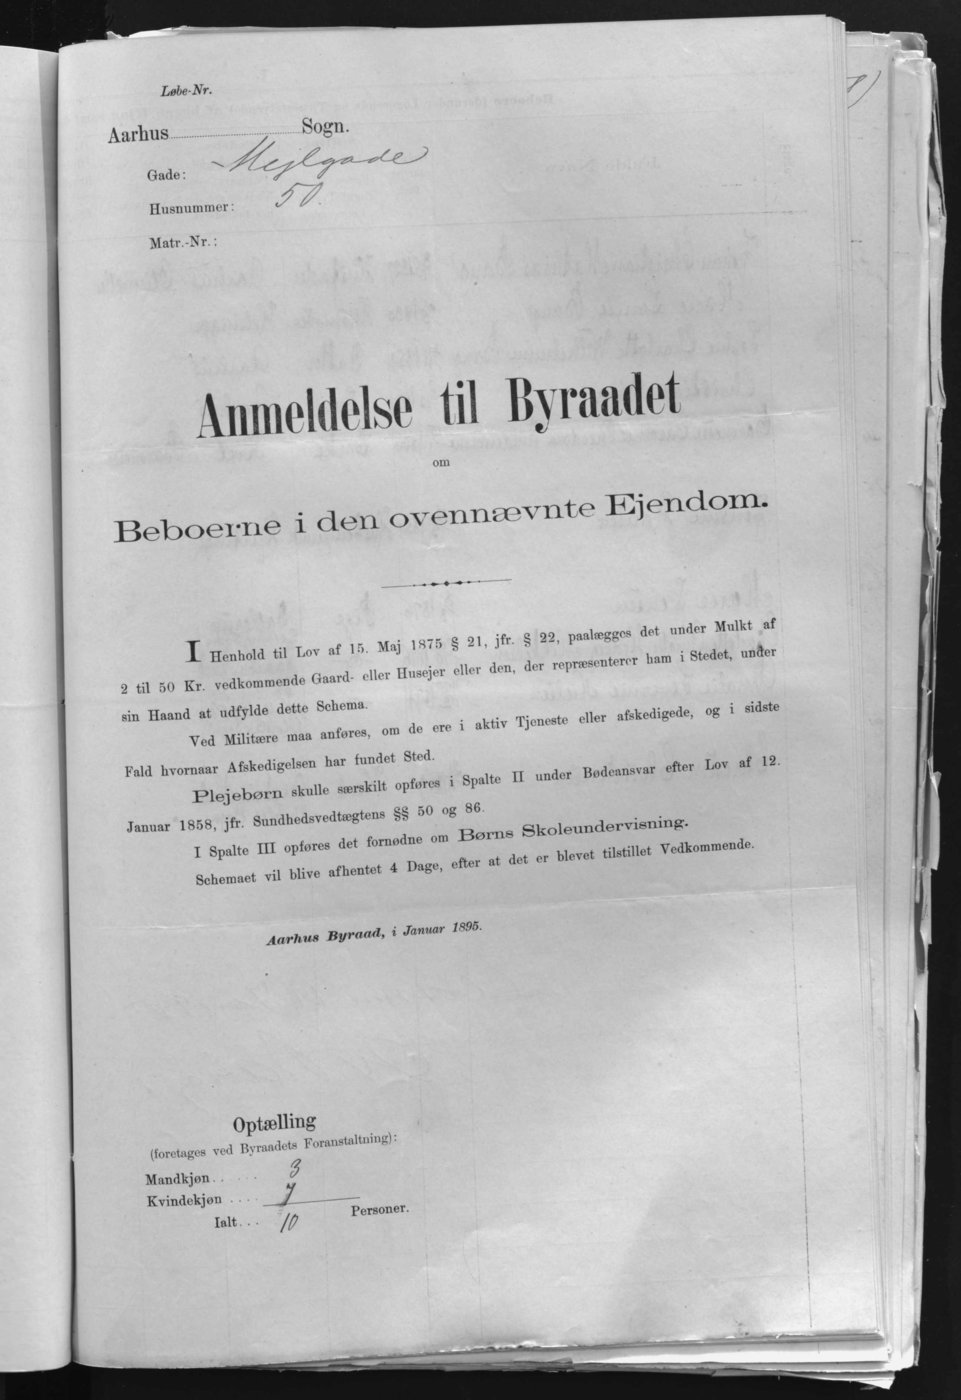 Løbe-Nr.
Aarhus Sogn.
Gade: Mejlgade
Husnummer: 50.
Matr.-Nr.:
Anmeldelse til Byraadet
om
Beboerne i den ovennævnte Ejendom.
I Henhold til Lov af 15. Maj 1875 § 21, jfr. § 22, paalægges det under Mulkt af
2 til 50 Kr. vedkommende Gaard- eller Husejer eller den, der repræsenterer ham i Stedet, under
sin Haand at udfylde dette Schema.
Ved Militære maa anføres, om de ere i aktiv Tjeneste eller afskedigede, og i sidste
Fald hvornaar Afskedigelsen har fundet Sted.
Plejebørn skulle særskilt opføres i Spalte II under Bødeansvar efter Lov af 12.
Januar 1858, jfr. Sundhedsvedtægtens §§ 50 og 86.
I Spalte III opføres det fornødne om Børns Skoleundervisning.
Schemaet vil blive afhentet 4 Dage, efter at det er blevet tilstillet Vedkommende.
Aarhus Byraad, i Januar 1895.
Optælling
(foretages ved Byraadets Foranstaltning):
Mandkjøn.. 3
Kvindekjøn .... 7
Ialt... 10 Personer.